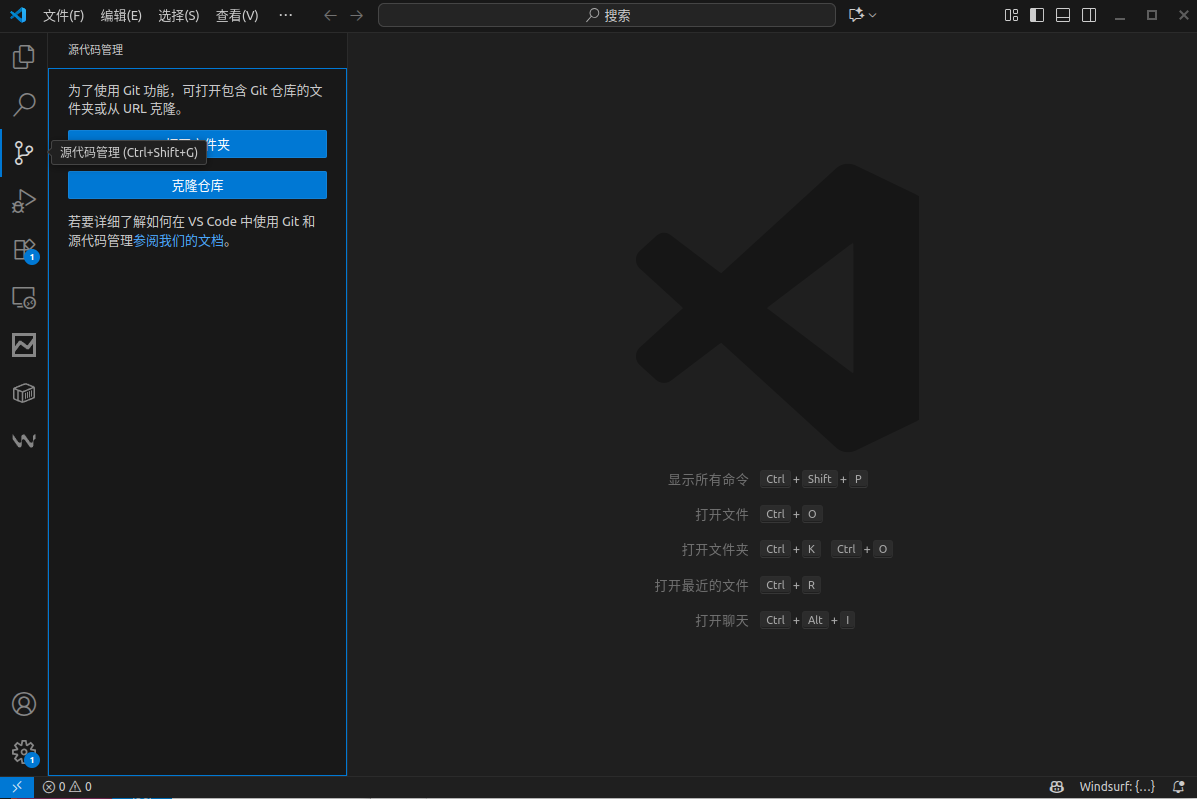 文件(F) 编辑(E) 选择(S) 查看(V) ··· 搜索
源代码管理
为了使用 Git 功能，可打开包含 Git 仓库的文
件夹或从 URL 克隆。
源代码管理 (Ctrl+Shift+G)
件夹
克隆仓库
若要详细了解如何在 VS Code 中使用 Git 和
源代码管理参阅我们的文档。
1
显示所有命令 Ctrl + Shift + P
打开文件 Ctrl + O
打开文件夹 Ctrl + K Ctrl + O
打开最近的文件 Ctrl + R
打开聊天 Ctrl + Alt + I
1
0 0 Windsurf: {...}